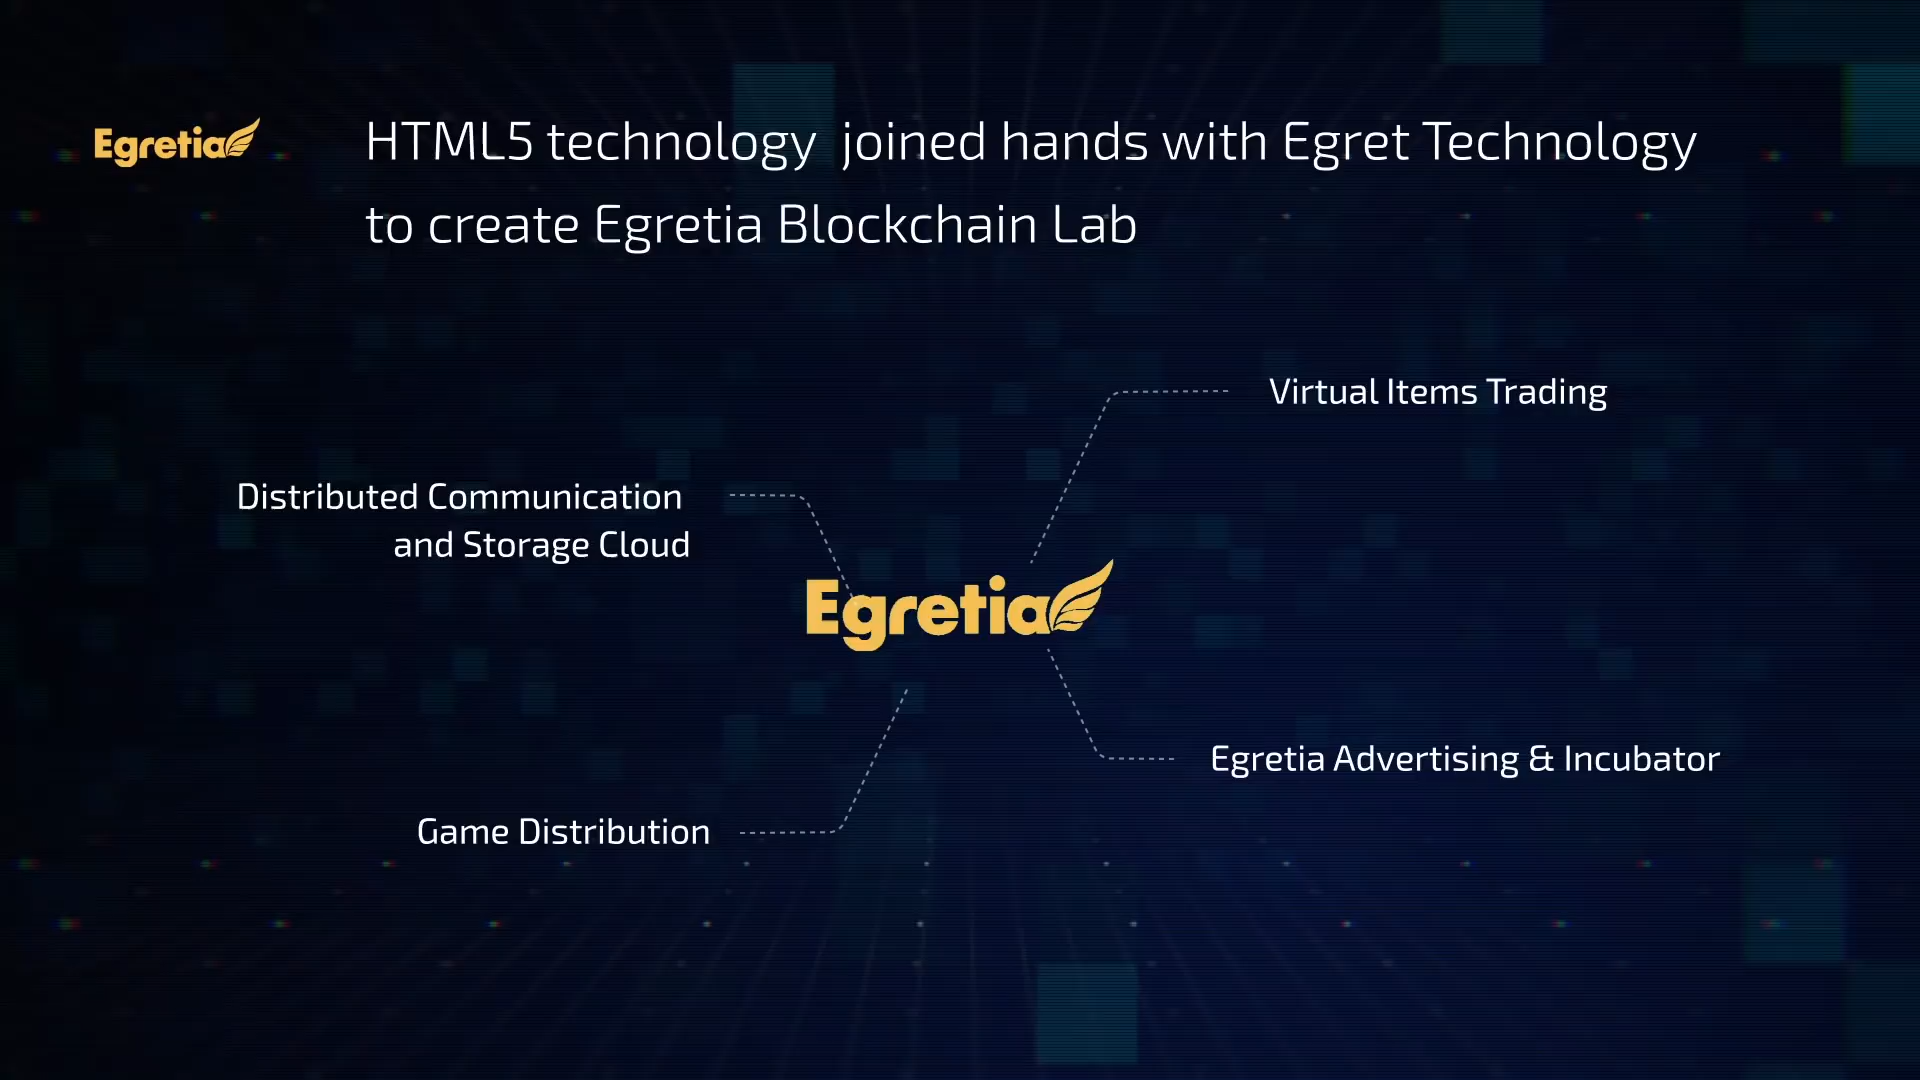 Egretia
HTML5 technology joined hands with Egret Technology
to create Egretia Blockchain Lab
Virtual Items Trading
Distributed Communication
and Storage Cloud
Egretia
Egretia Advertising & Incubator
Game Distribution